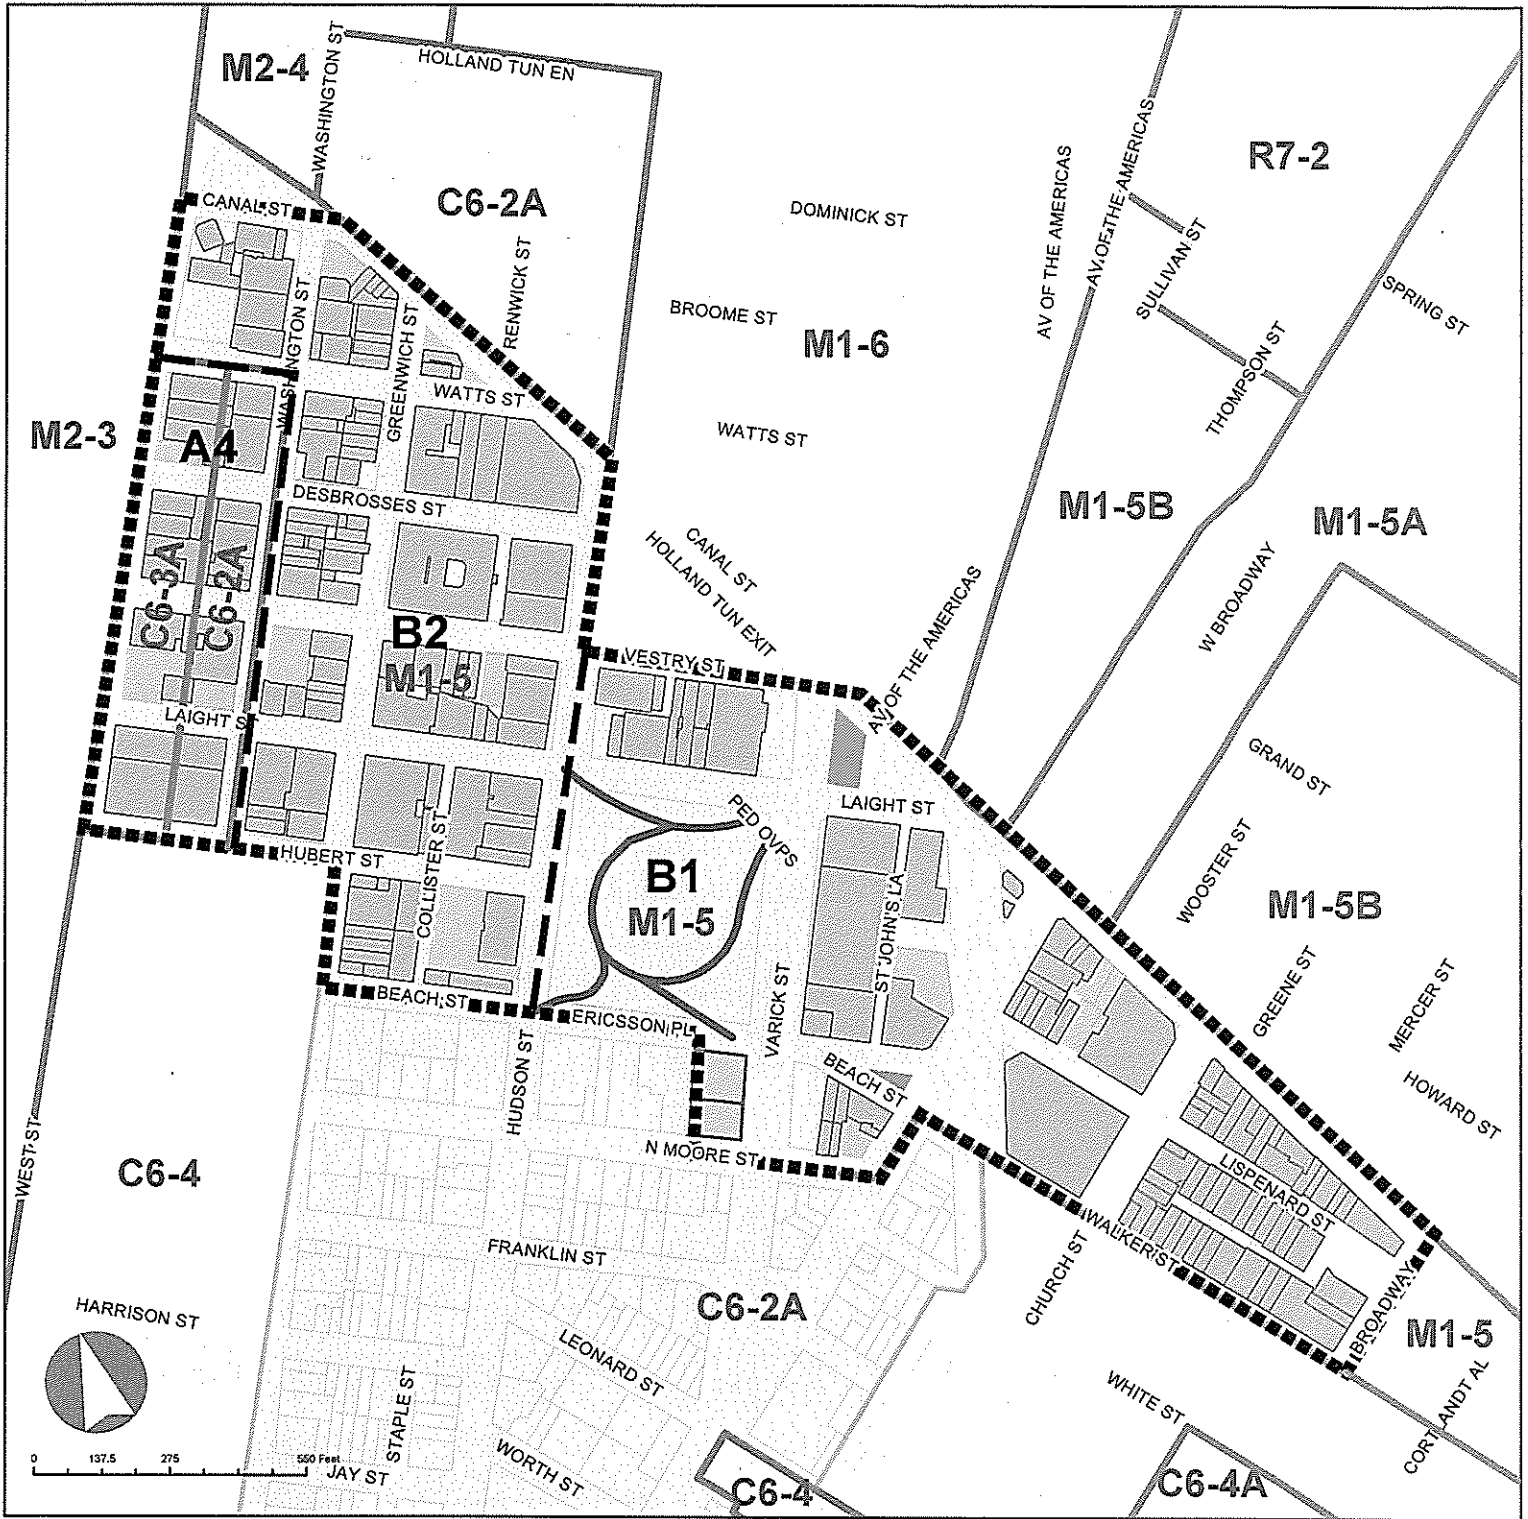 M2-4
WASHINGTON ST
HOLLAND TUN EN
CANAL ST
C6-2A
DOMINICK ST
AV OF THE AMERICAS
AV OF THE AMERICAS
R7-2
SULLIVAN ST
SPRING ST
RENWICK ST
BROOME ST
M1-6
THOMPSON ST
WASHINGTON ST
GREENWICH ST
WATTS ST
WATTS ST
M2-3
A4
DESBROSSES ST
M1-5B
M1-5A
CANAL ST
HOLLAND TUN EXIT
C6-3A
C6-2A
B2
M1-5
VESTRY ST
AV OF THE AMERICAS
W BROADWAY
LAIGHT ST
GRAND ST
PED OVPS
LAIGHT ST
HUBERT ST
COLLISTER ST
B1
M1-5
ST JOHN'S LA
WOOSTER ST
M1-5B
BEACH ST
ERICSSON PL
VARICK ST
GREENE ST
MERCER ST
HUDSON ST
BEACH ST
HOWARD ST
WEST ST
C6-4
N MOORE ST
LISPENARD ST
WALKER ST
FRANKLIN ST
CHURCH ST
BROADWAY
C6-2A
M1-5
HARRISON ST
LEONARD ST
STAPLE ST
WHITE ST
CORTLANDT AL
WORTH ST
0 137.5 275 550 Feet
JAY ST
C6-4
C6-4A